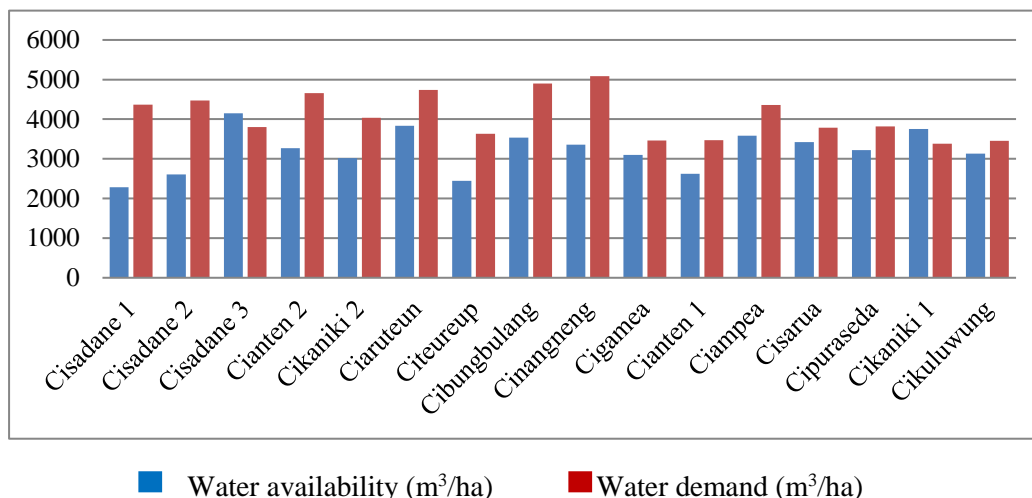 6000
5000
4000
3000
2000
1000
0
Cisadane 1
Cisadane 2
Cisadane 3
Cianten 2
Cikaniki 2
Ciaruteun
Citeureup
Cibungbulang
Cinangneng
Cigamea
Cianten 1
Ciampea
Cisarua
Cipuraseda
Cikaniki 1
Cikuluwung
Water availability (m³/ha) Water demand (m³/ha)